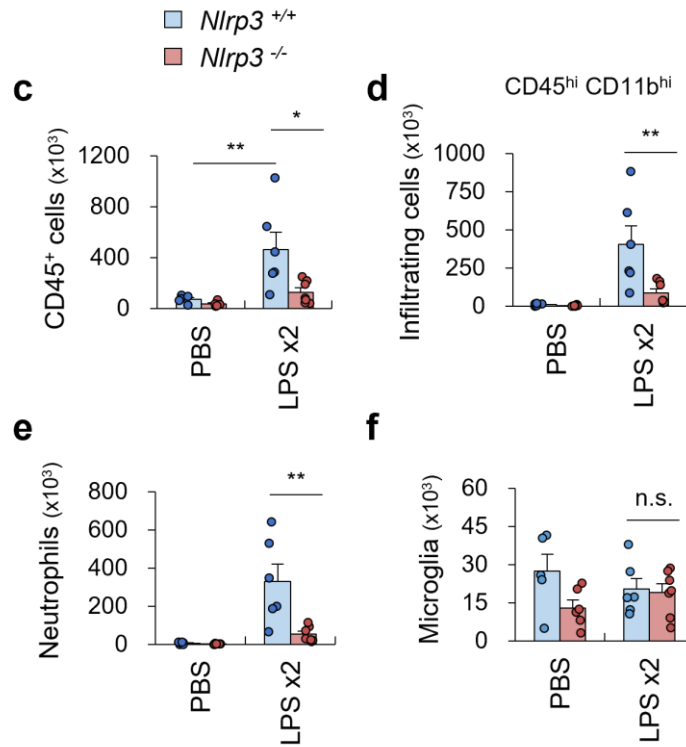 Nlrp3 +/+
Nlrp3 -/-
c
CD45+ cells (x10³)
1200
800
400
0
**
*
PBS
LPS x2
d
CD45hi CD11bhi
Infiltrating cells (x10³)
1000
750
500
250
0
**
PBS
LPS x2
e
Neutrophils (x10³)
800
600
400
200
0
**
PBS
LPS x2
f
Microglia (x10³)
60
45
30
15
0
n.s.
PBS
LPS x2